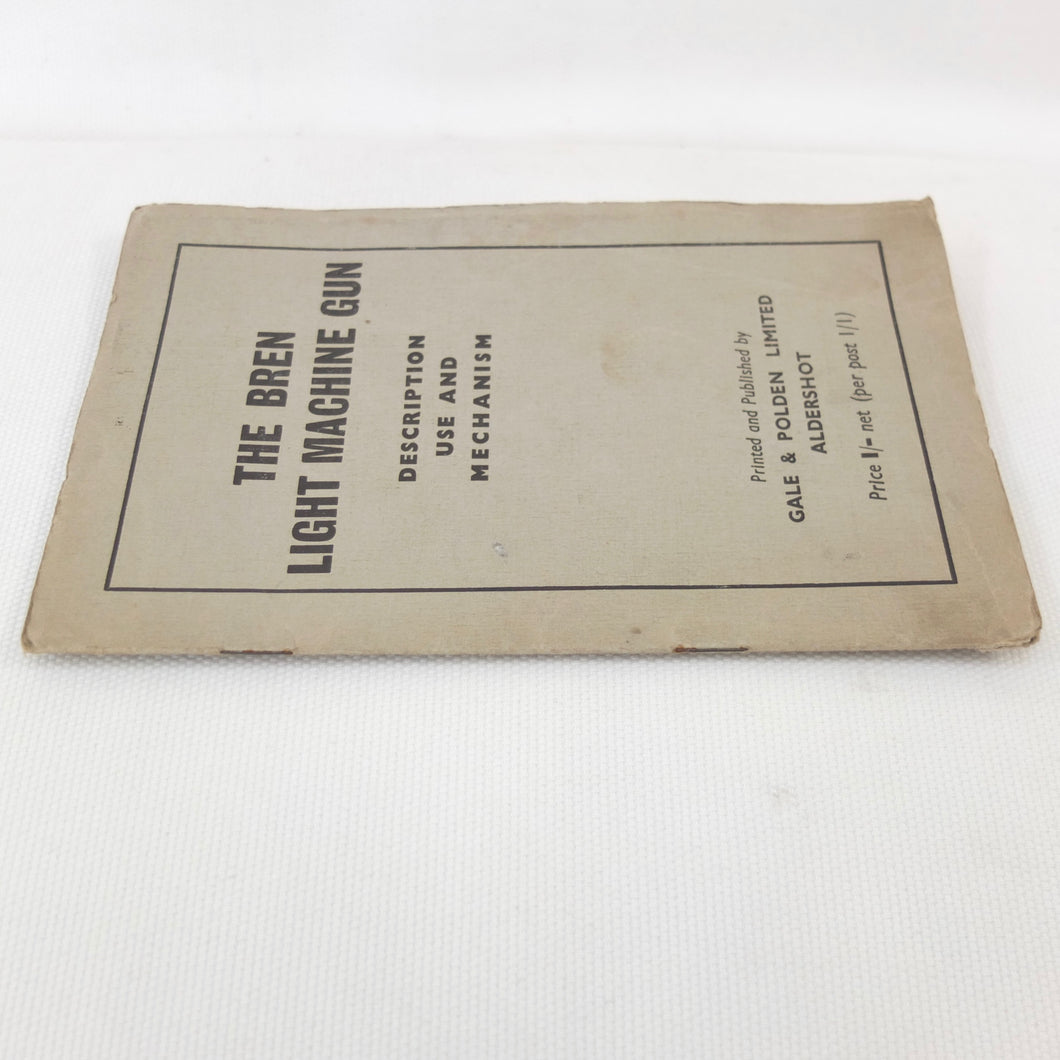 THE BREN
LIGHT MACHINE GUN
DESCRIPTION
USE AND
MECHANISM
Printed and Published by
GALE & POLDEN LIMITED
ALDERSHOT
Price 1/- net (per post 1/1)